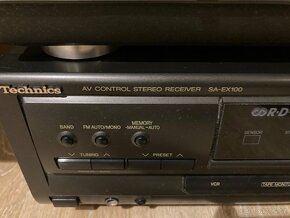 Technics
AV CONTROL STEREO RECEIVER SA-EX100
R·D
BAND
FM AUTO/MONO
MEMORY
-MANUAL-AUTO
SENSOR
TUNING
PRESET
VCR
TAPE MONITOR